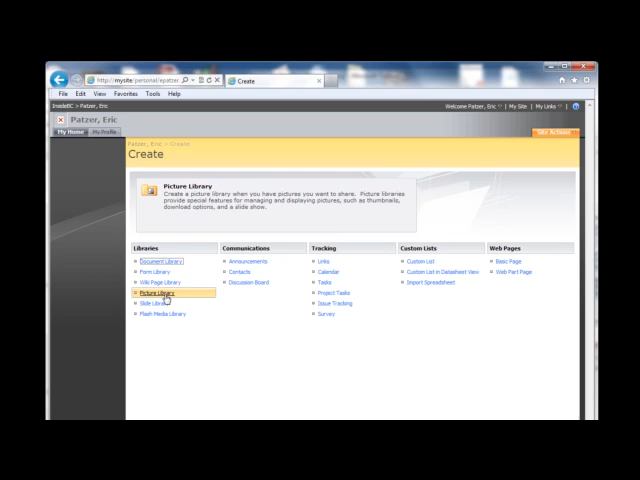 http://mysite/personal/epatzer
Create
File Edit View Favorites Tools Help
InsideBC > Patzer, Eric
Welcome Patzer, Eric | My Site | My Links |
Patzer, Eric
My Home My Profile
Site Actions
Patzer, Eric > Create
Create
Picture Library
Create a picture library when you have pictures you want to share. Picture libraries
provide special features for managing and displaying pictures, such as thumbnails,
download options, and a slide show.
Libraries Communications Tracking Custom Lists Web Pages
Document Library Announcements Links Custom List Basic Page
Form Library Contacts Calendar Custom List in Datasheet View Web Part Page
Wiki Page Library Discussion Board Tasks Import Spreadsheet
Picture Library Project Tasks
Slide Library Issue Tracking
Flash Media Library Survey